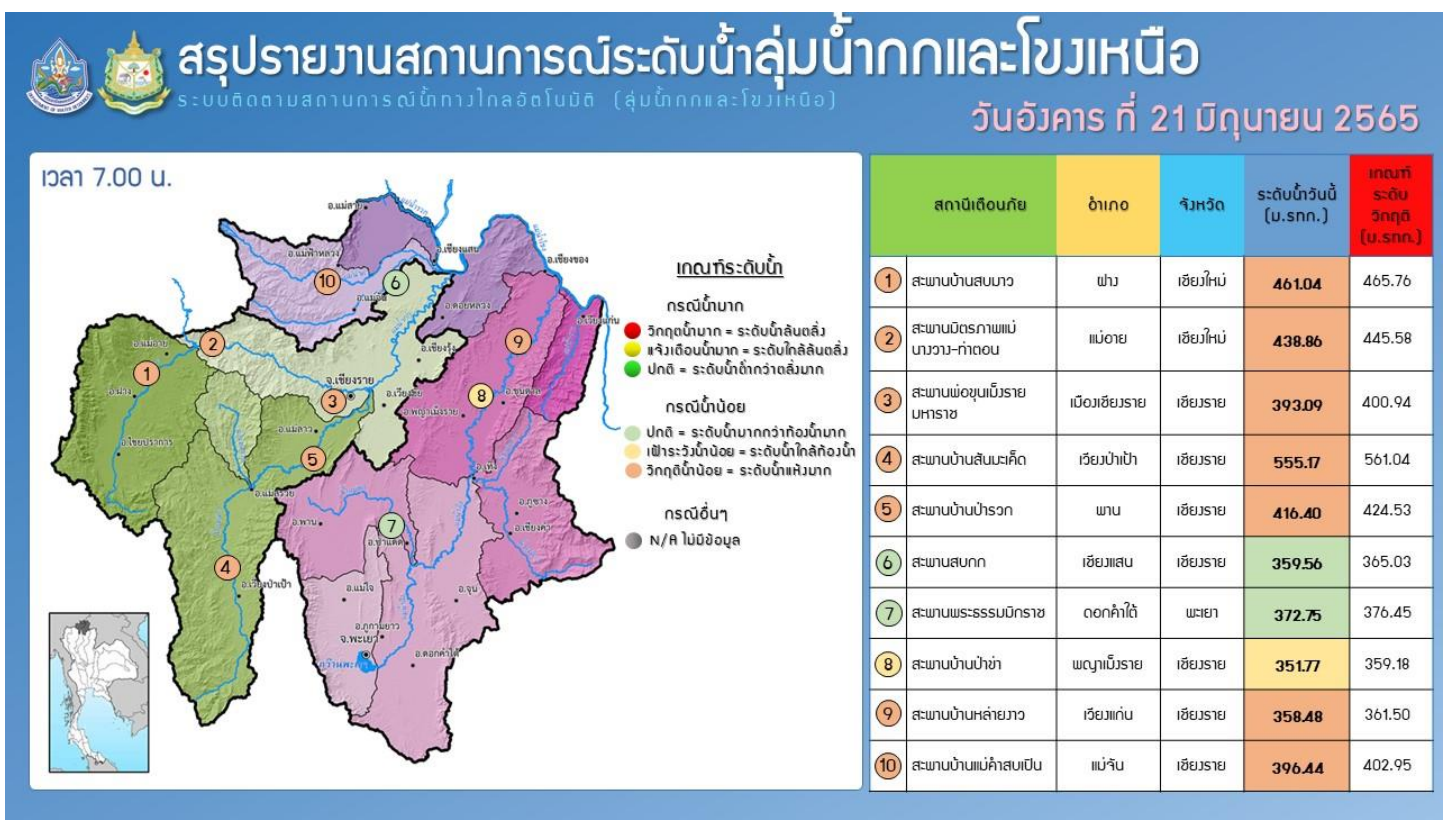 สรุปรายงานสถานการณ์ระดับน้ำลุ่มน้ำกกและโขงเหนือ
ระบบติดตามสถานการณ์น้ำทางไกลอัตโนมัติ (ลุ่มน้ำกกและโขงเหนือ)
วันอังคาร ที่ 21 มิถุนายน 2565
เวลา 7.00 น.
อ.แม่สาย
อ.แม่ฟ้าหลวง
อ.เชียงแสน
อ.เชียงของ
10
6
อ.ดอยหลวง
อ.เวียงแก่น
2
9
อ.แม่อาย
1
อ.เชียงรุ้ง
จ.เชียงราย
8
อ.ขุนตาล
อ.ฝาง
3
อ.พญาเม็งราย
อ.แม่ลาว
อ.ไชยปราการ
5
อ.เทิง
อ.แม่สรวย
อ.ภูซาง
อ.พาน
7
อ.เชียงคำ
อ.ป่าแดด
4
อ.เวียงป่าเป้า
อ.แม่ใจ
อ.จุน
อ.ภูกามยาว
จ.พะเยา
อ.ดอกคำใต้
กว๊านพะเยา
เกณฑ์ระดับน้ำ
กรณีน้ำมาก
วิกฤตน้ำมาก = ระดับน้ำล้นตลิ่ง
แจ้งเตือนน้ำมาก = ระดับใกล้ล้นตลิ่ง
ปกติ = ระดับน้ำต่ำกว่าตลิ่งมาก
กรณีน้ำน้อย
ปกติ = ระดับน้ำมากกว่าท้องน้ำมาก
เฝ้าระวังน้ำน้อย = ระดับน้ำใกล้ท้องน้ำ
วิกฤติน้ำน้อย = ระดับน้ำแห้งมาก
กรณีอื่นๆ
N/A ไม่มีข้อมูล
สถานีเตือนภัย อำเภอ จังหวัด ระดับน้ำวันนี้ (ม.รทก.) เกณฑ์ระดับวิกฤติ (ม.รทก.)
1 สะพานบ้านสบมาว ฝาง เชียงใหม่ 461.04 465.76
2 สะพานมิตรภาพแม่นางวาง-ท่าตอน แม่อาย เชียงใหม่ 438.86 445.58
3 สะพานพ่อขุนเม็งรายมหาราช เมืองเชียงราย เชียงราย 393.09 400.94
4 สะพานบ้านสันมะเค็ด เวียงป่าเป้า เชียงราย 555.17 561.04
5 สะพานบ้านป่ารวก พาน เชียงราย 416.40 424.53
6 สะพานสบกก เชียงแสน เชียงราย 359.56 365.03
7 สะพานพระธรรมมิกราช ดอกคำใต้ พะเยา 372.75 376.45
8 สะพานบ้านป่าข่า พญาเม็งราย เชียงราย 351.77 359.18
9 สะพานบ้านหล่ายงาว เวียงแก่น เชียงราย 358.48 361.50
10 สะพานบ้านแม่คำสบเปิน แม่จัน เชียงราย 396.44 402.95